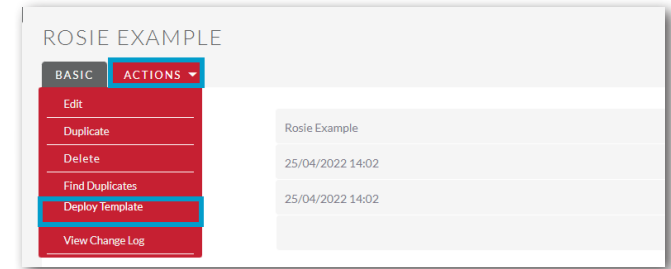 ROSIE EXAMPLE
BASIC ACTIONS
Edit
Duplicate
Delete
Find Duplicates
Deploy Template
View Change Log
Rosie Example
25/04/2022 14:02
25/04/2022 14:02